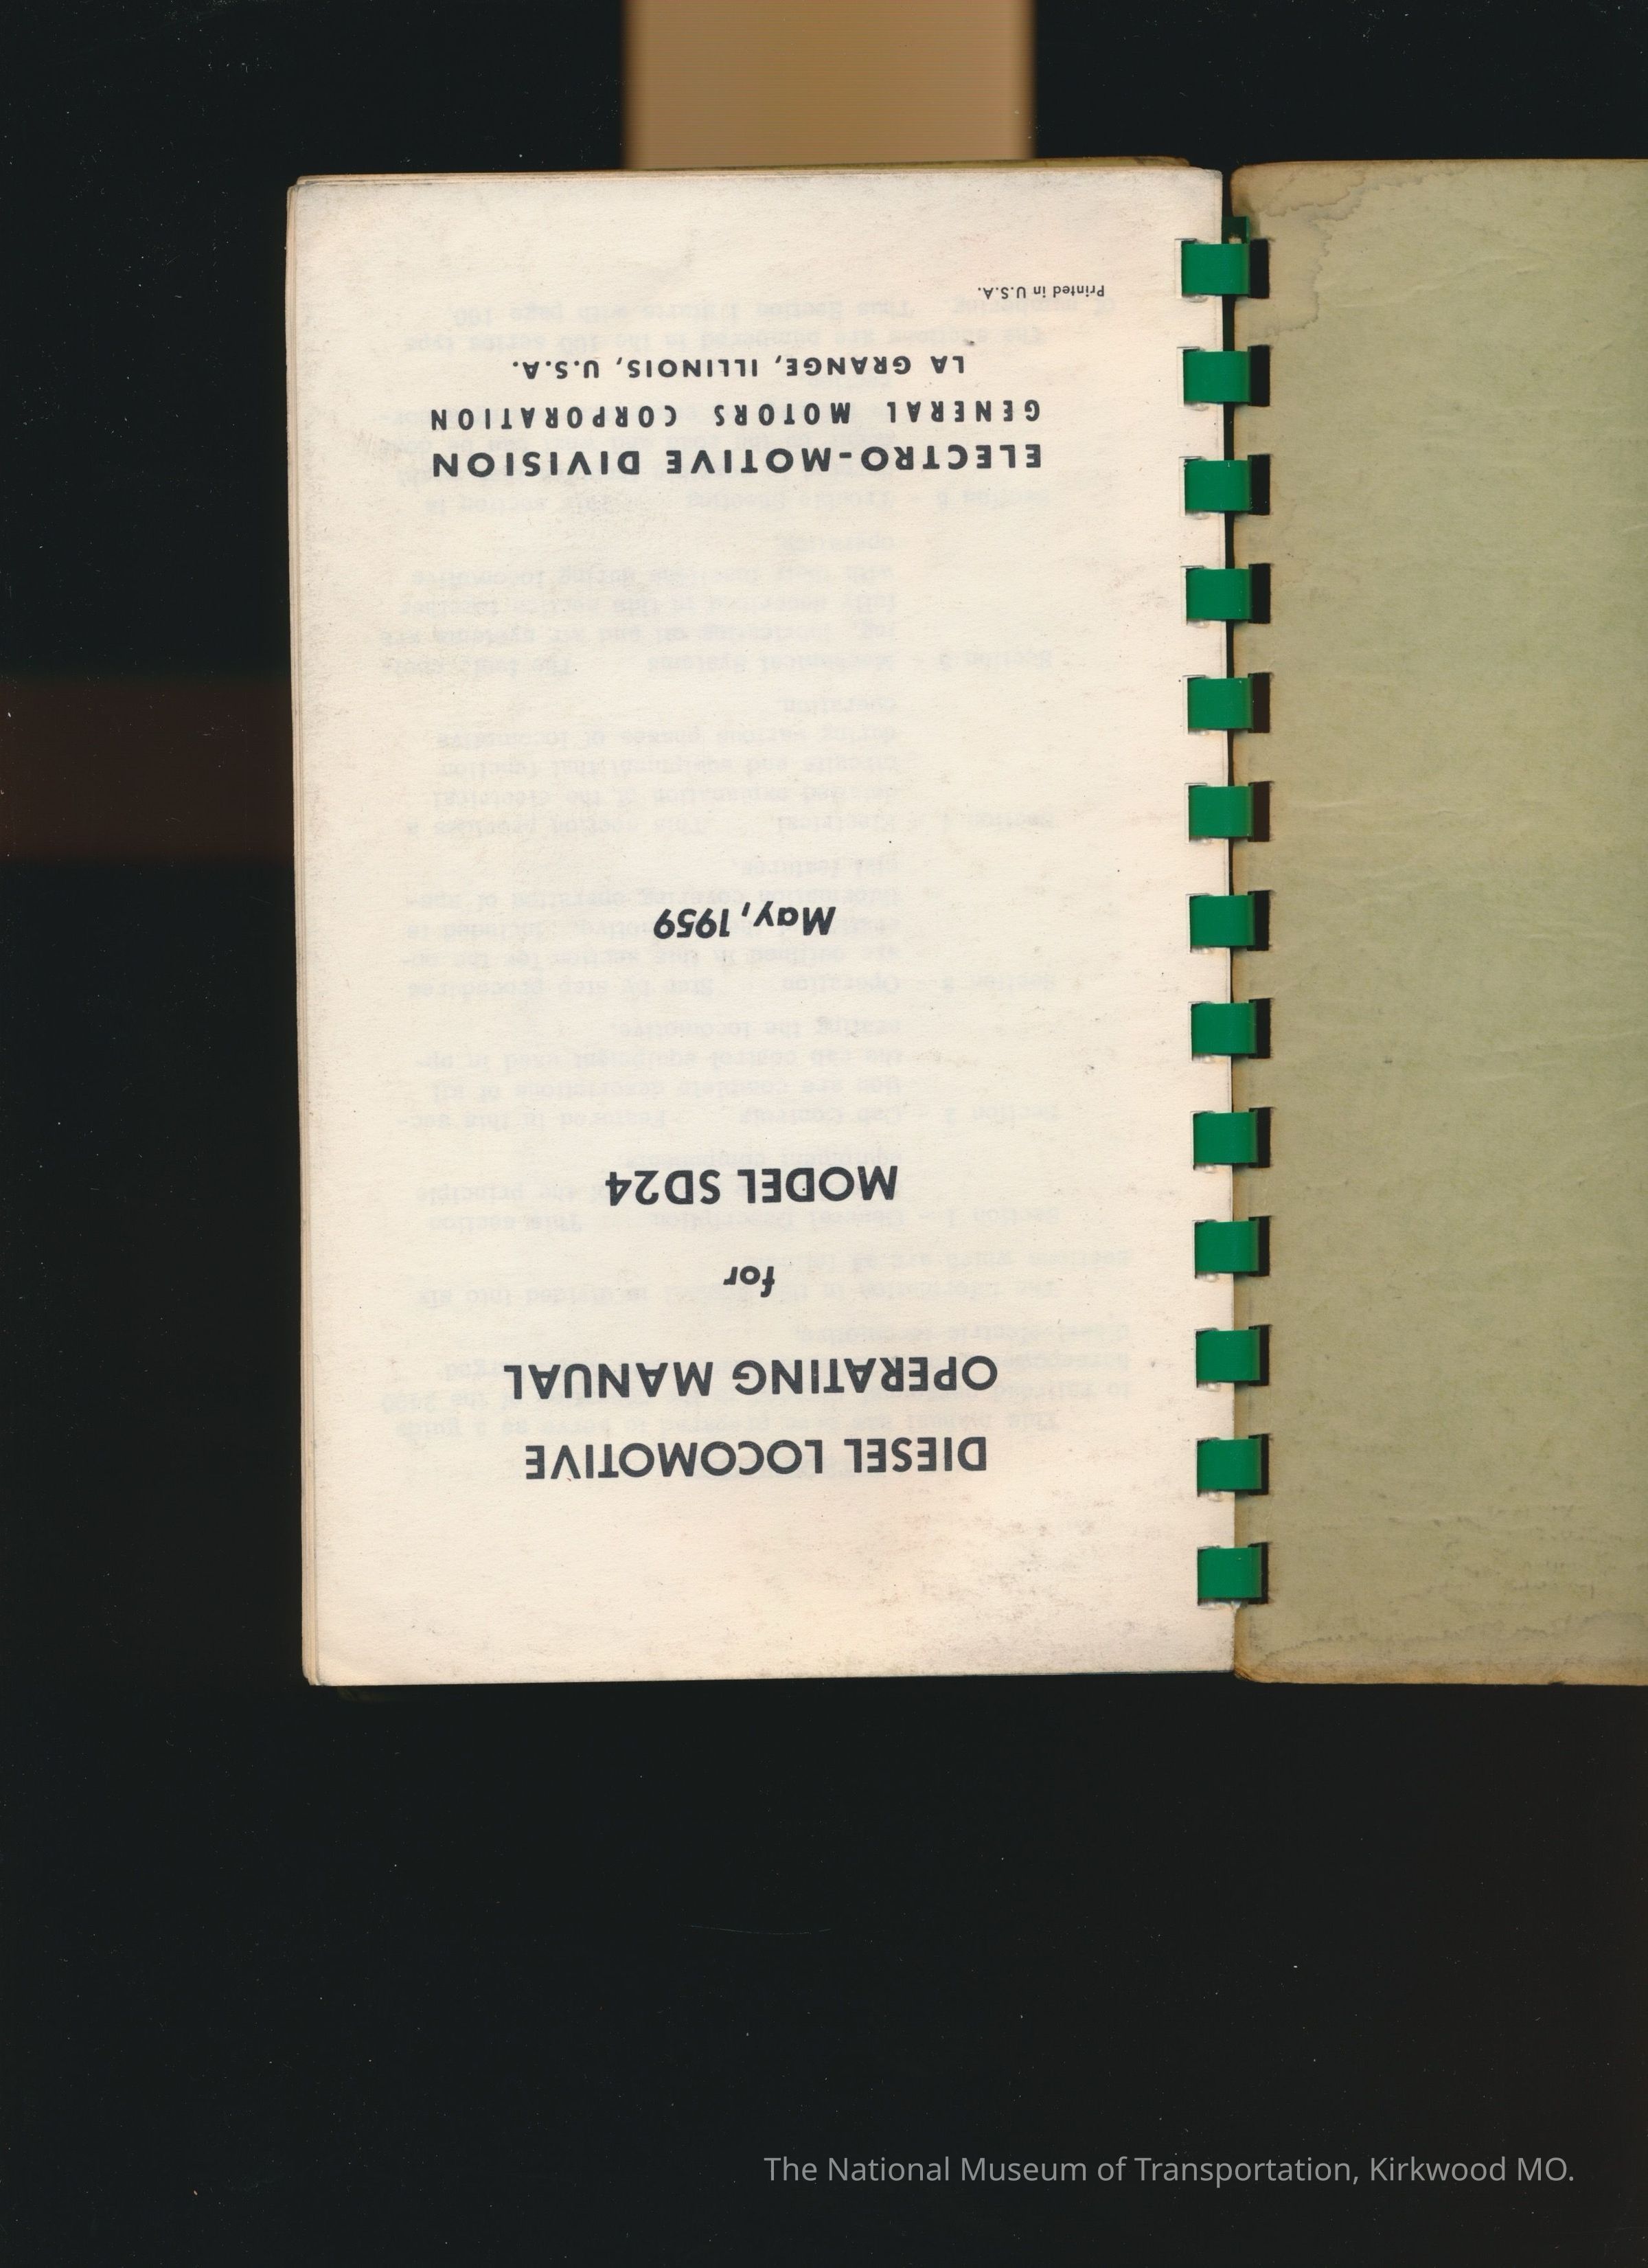 DIESEL LOCOMOTIVE
OPERATING MANUAL
for
MODEL SD24
May, 1959
ELECTRO-MOTIVE DIVISION
GENERAL MOTORS CORPORATION
LA GRANGE, ILLINOIS, U.S.A.
Printed in U.S.A.
The National Museum of Transportation, Kirkwood MO.